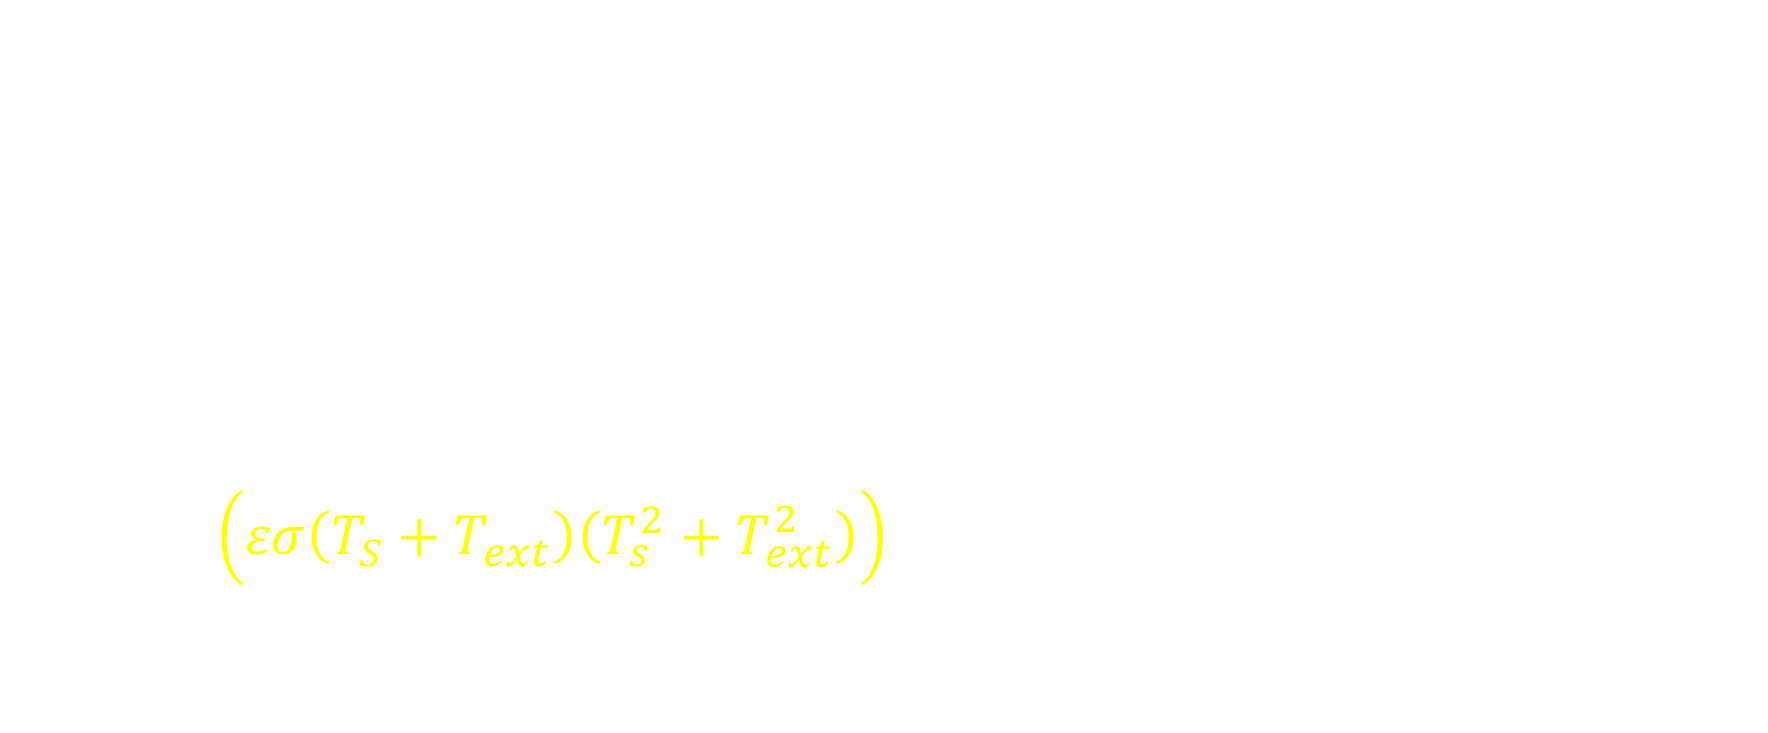 (εσ(T_S + T_ext)(T_s^2 + T_ext^2))